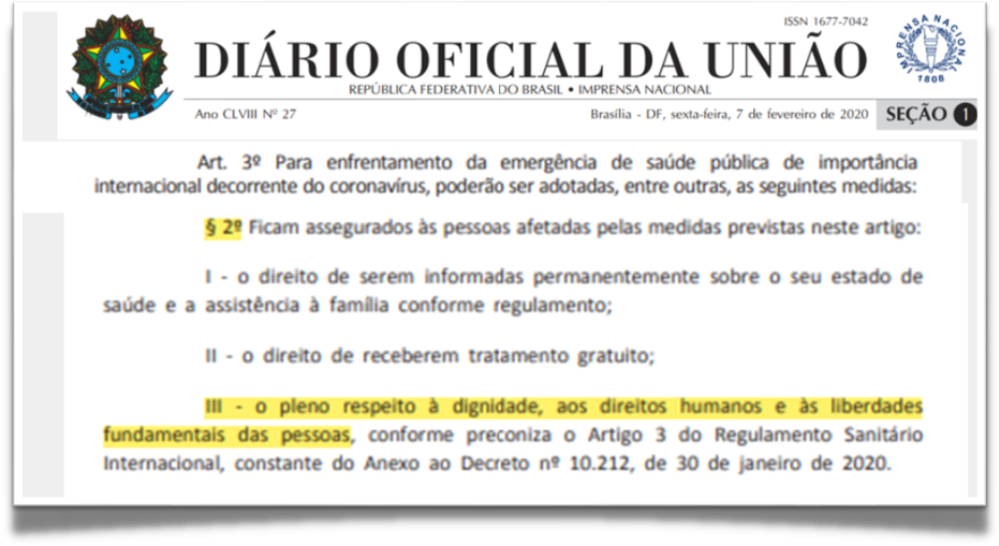 ISSN 1677-7042
DIÁRIO OFICIAL DA UNIÃO
REPÚBLICA FEDERATIVA DO BRASIL • IMPRENSA NACIONAL
IMPRENSA NACIONAL
1808
Ano CLVIII Nº 27
Brasília - DF, sexta-feira, 7 de fevereiro de 2020
SEÇÃO 1
Art. 3º Para enfrentamento da emergência de saúde pública de importância
internacional decorrente do coronavírus, poderão ser adotadas, entre outras, as seguintes medidas:
§ 2º Ficam assegurados às pessoas afetadas pelas medidas previstas neste artigo:
I - o direito de serem informadas permanentemente sobre o seu estado de
saúde e a assistência à família conforme regulamento;
II - o direito de receberem tratamento gratuito;
III - o pleno respeito à dignidade, aos direitos humanos e às liberdades
fundamentais das pessoas, conforme preconiza o Artigo 3 do Regulamento Sanitário
Internacional, constante do Anexo ao Decreto nº 10.212, de 30 de janeiro de 2020.